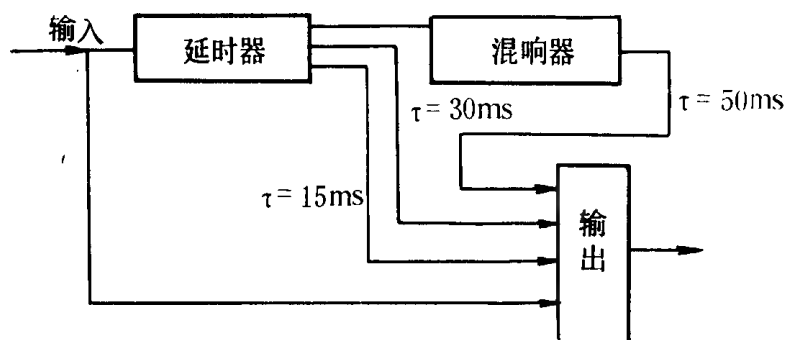 输入
延时器
混响器
τ = 30ms
τ = 50ms
τ = 15ms
输出